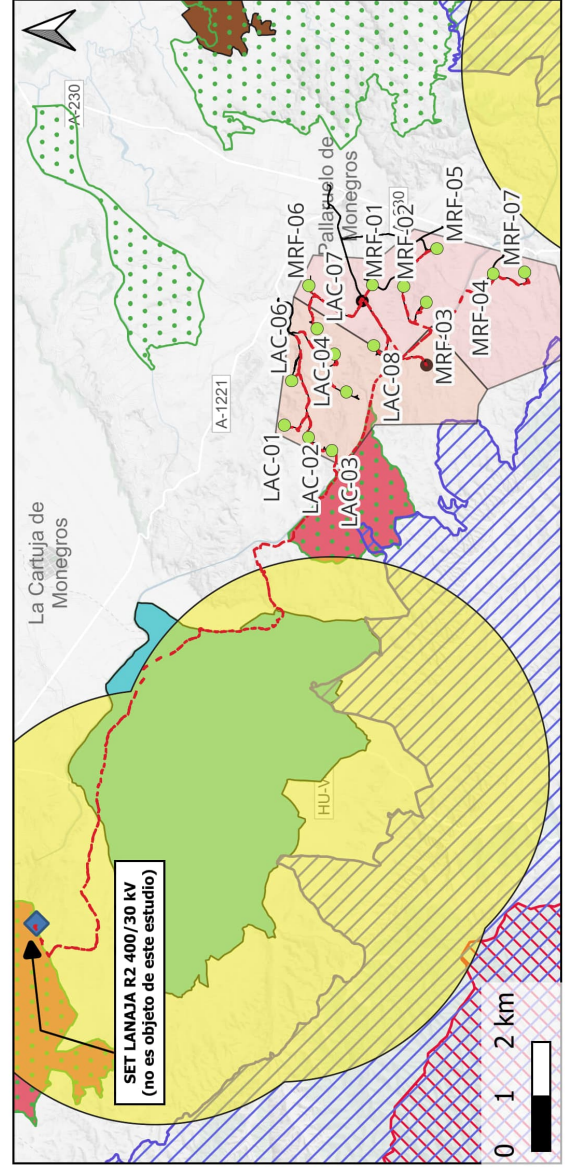 A-230
Pallaruelo de
Monegros
La Cartuja de
Monegros
A-1221
MRF-06
LAC-07
MRF-01
MRF-02
MRF-05
MRF-07
LAC-06
LAC-04
LAC-08
MRF-03
MRF-04
LAC-01
LAC-02
LAC-03
HU-V
SET LANAJA R2 400/30 kV
(no es objeto de este estudio)
0 1 2 km